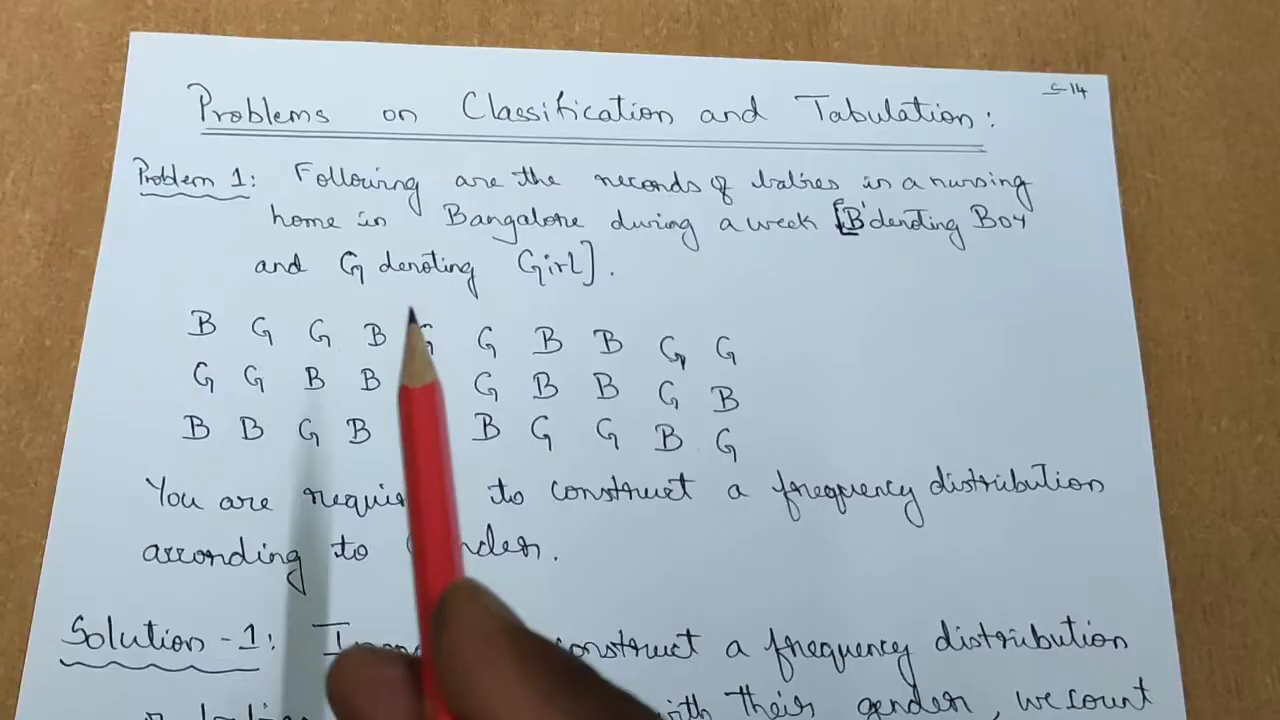 S-14
Problems on Classification and Tabulation:
Problem 1: Following are the records of babies in a nursing
home in Bangalore during a week ['B' denoting Boy
and G denoting Girl].
B G G B G G B B G G
G G B B G B B G B
B B G B B G G B G
You are to construct a frequency distribution
according to
Solution-1: construct a frequency distribution
with their gender, we count